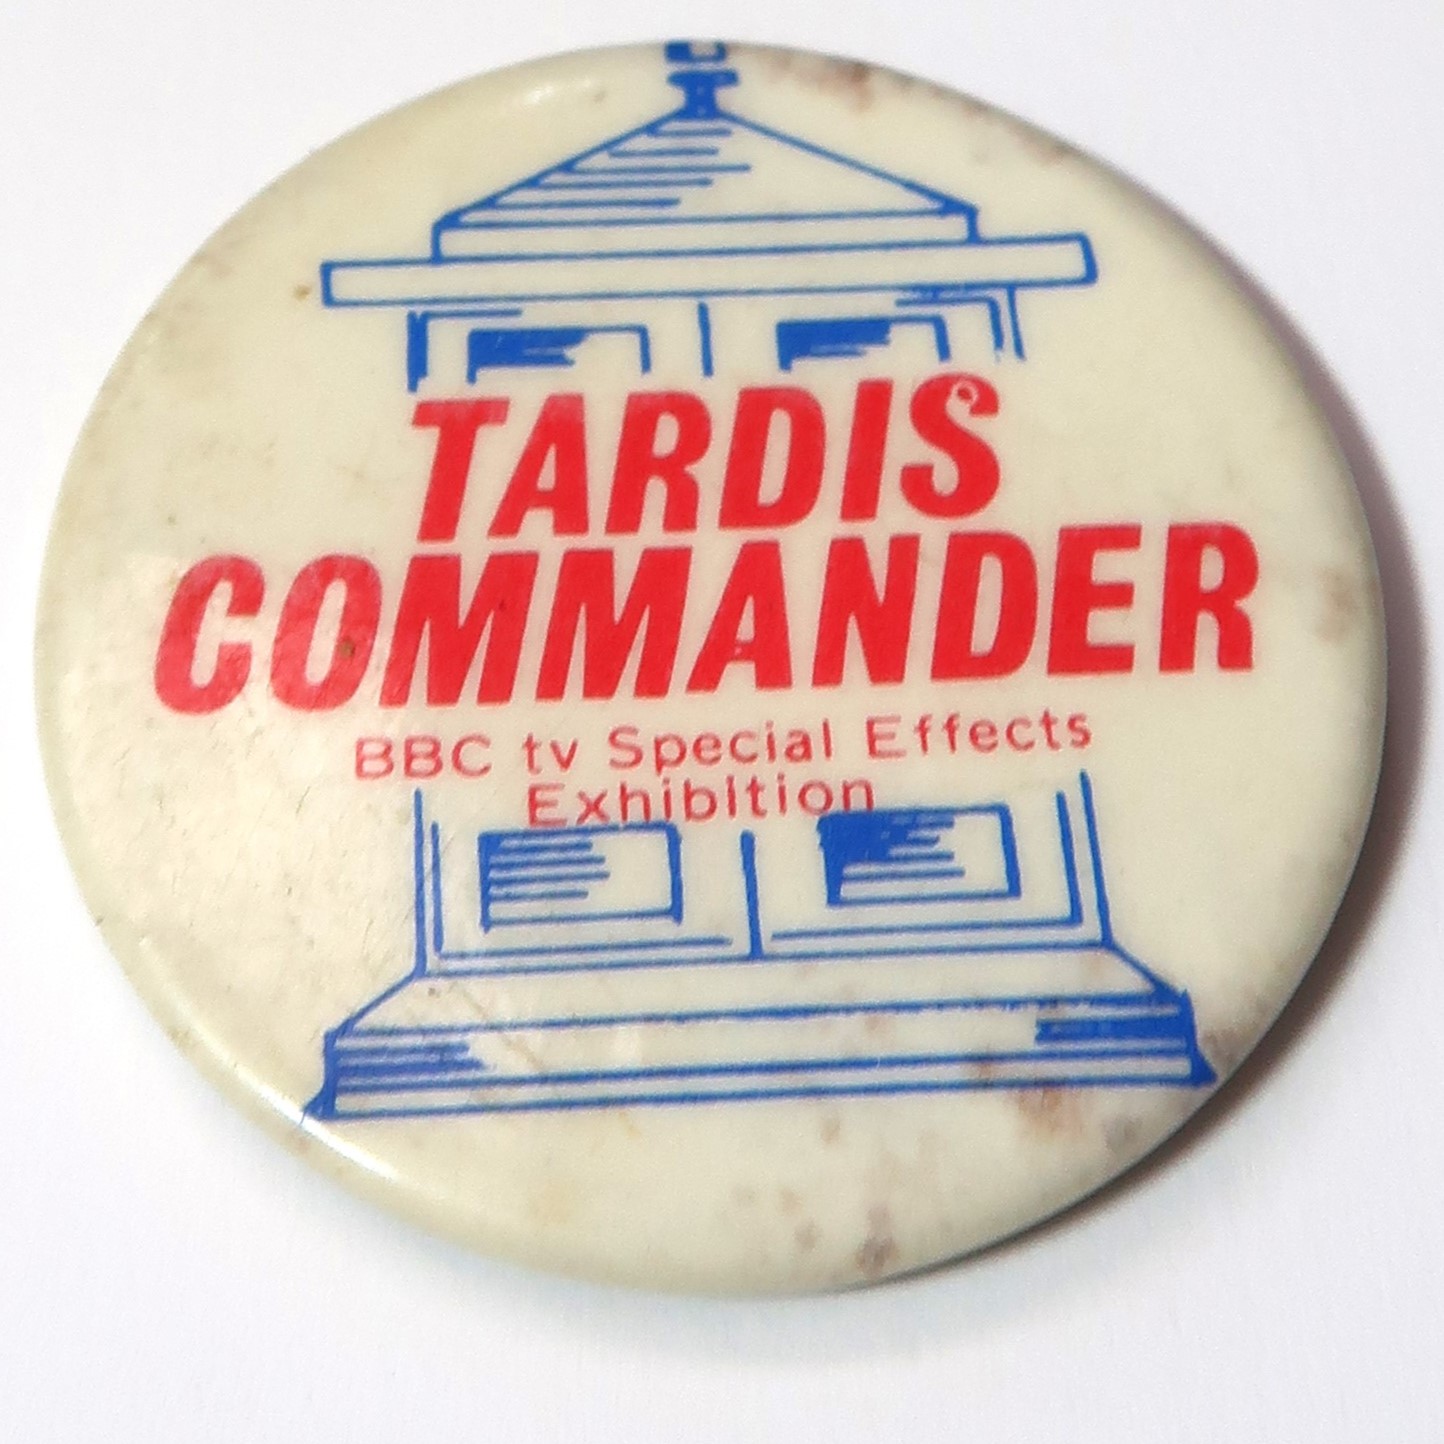 TARDIS
COMMANDER
BBC tv Special Effects
Exhibition